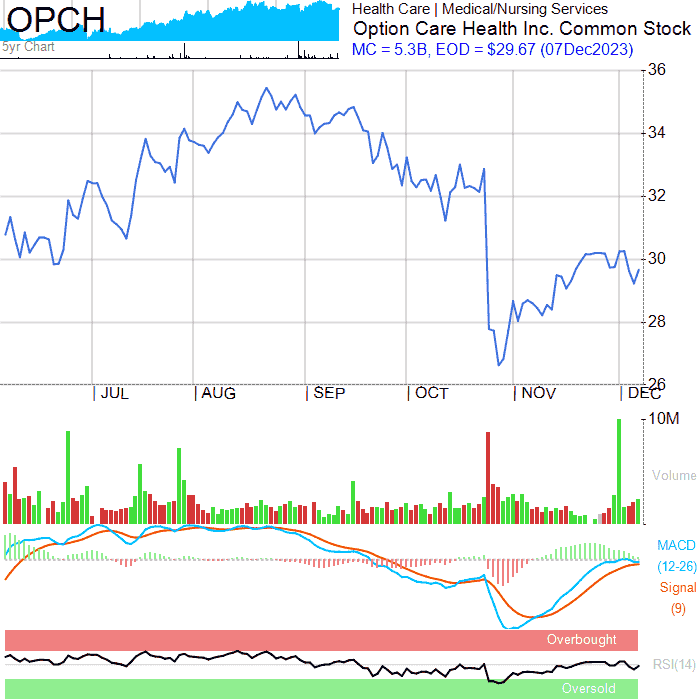 OPCH
Health Care | Medical/Nursing Services
Option Care Health Inc. Common Stock
5yr Chart
MC = 5.3B, EOD = $29.67 (07Dec2023)
36
34
32
30
28
26
JUL AUG SEP OCT NOV DEC
10M
Volume
MACD
(12-26)
Signal
(9)
Overbought
RSI(14)
Oversold